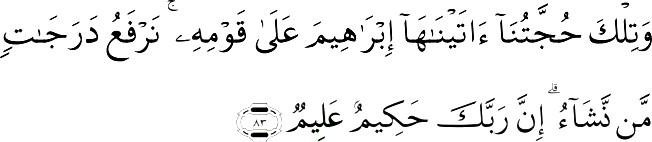 وَتِلْكَ حُجَّتُنَآ ءَاتَيْنَـٰهَآ إِبْرَٰهِيمَ عَلَىٰ قَوْمِهِۦ ۚ نَرْفَعُ دَرَجَـٰتٍۢ
مَّن نَّشَآءُ ۗ إِنَّ رَبَّكَ حَكِيمٌ عَلِيمٌۭ ٨٣